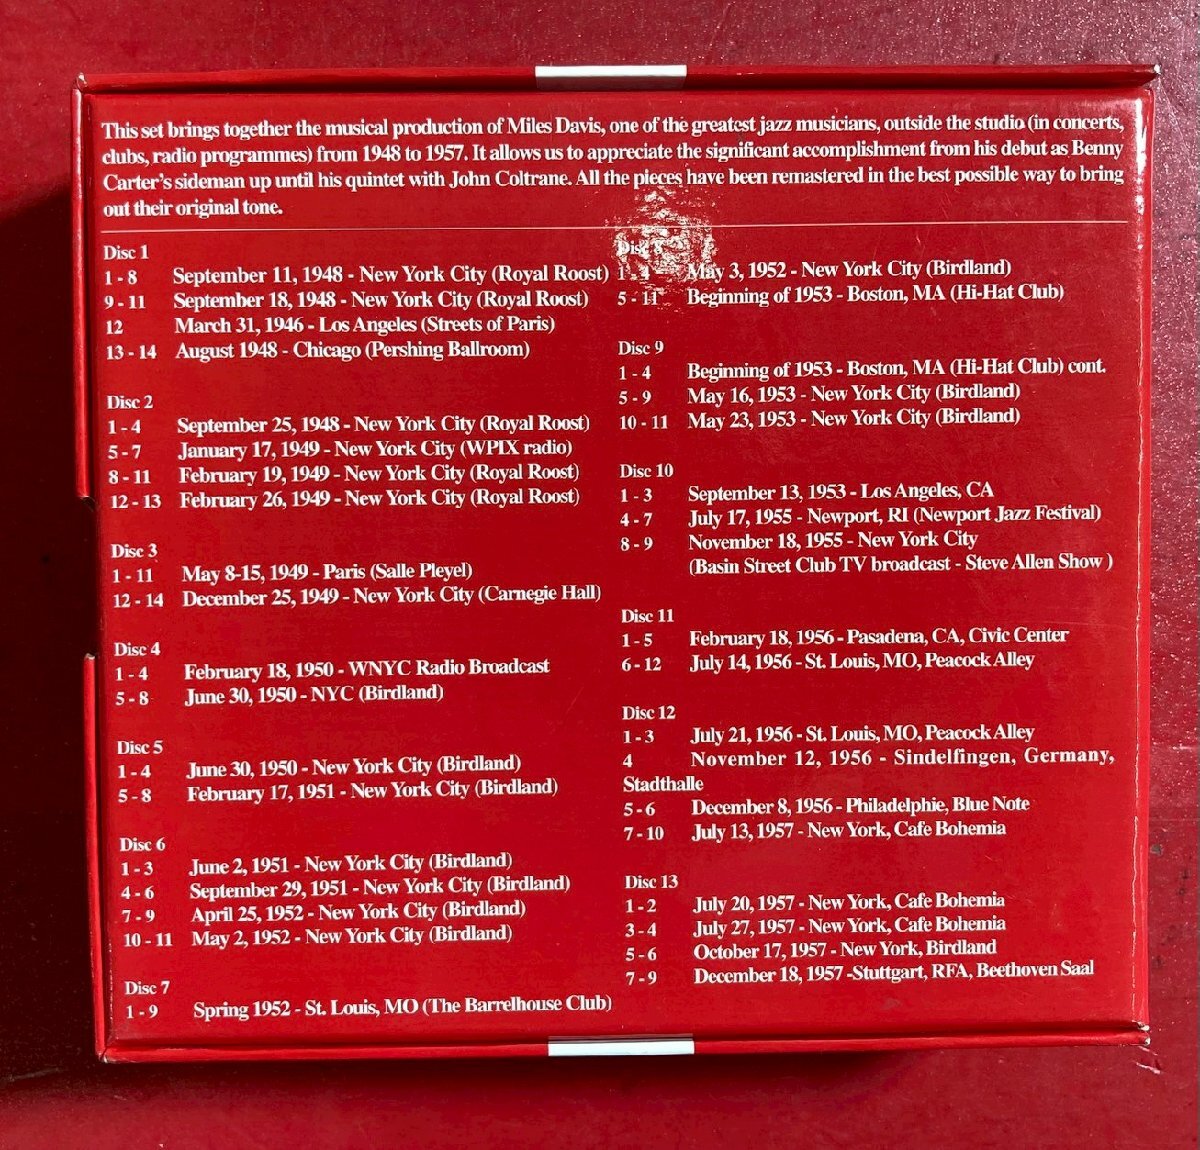 This set brings together the musical production of Miles Davis, one of the greatest jazz musicians, outside the studio (in concerts,
clubs, radio programmes) from 1948 to 1957. It allows us to appreciate the significant accomplishment from his debut as Benny
Carter's sideman up until his quintet with John Coltrane. All the pieces have been remastered in the best possible way to bring
out their original tone.
Disc 1
1 - 8 September 11, 1948 - New York City (Royal Roost)
9 - 11 September 18, 1948 - New York City (Royal Roost)
12 March 31, 1946 - Los Angeles (Streets of Paris)
13 - 14 August 1948 - Chicago (Pershing Ballroom)
Disc 2
1 - 4 September 25, 1948 - New York City (Royal Roost)
5 - 7 January 17, 1949 - New York City (WPIX radio)
8 - 11 February 19, 1949 - New York City (Royal Roost)
12 - 13 February 26, 1949 - New York City (Royal Roost)
Disc 3
1 - 11 May 8-15, 1949 - Paris (Salle Pleyel)
12 - 14 December 25, 1949 - New York City (Carnegie Hall)
Disc 4
1 - 4 February 18, 1950 - WNYC Radio Broadcast
5 - 8 June 30, 1950 - NYC (Birdland)
Disc 5
1 - 4 June 30, 1950 - New York City (Birdland)
5 - 8 February 17, 1951 - New York City (Birdland)
Disc 6
1 - 3 June 2, 1951 - New York City (Birdland)
4 - 6 September 29, 1951 - New York City (Birdland)
7 - 9 April 25, 1952 - New York City (Birdland)
10 - 11 May 2, 1952 - New York City (Birdland)
Disc 7
1 - 9 Spring 1952 - St. Louis, MO (The Barrelhouse Club)
Disc 8
1 - 4 May 3, 1952 - New York City (Birdland)
5 - 11 Beginning of 1953 - Boston, MA (Hi-Hat Club)
Disc 9
1 - 4 Beginning of 1953 - Boston, MA (Hi-Hat Club) cont.
5 - 9 May 16, 1953 - New York City (Birdland)
10 - 11 May 23, 1953 - New York City (Birdland)
Disc 10
1 - 3 September 13, 1953 - Los Angeles, CA
4 - 7 July 17, 1955 - Newport, RI (Newport Jazz Festival)
8 - 9 November 18, 1955 - New York City
(Basin Street Club TV broadcast - Steve Allen Show )
Disc 11
1 - 5 February 18, 1956 - Pasadena, CA, Civic Center
6 - 12 July 14, 1956 - St. Louis, MO, Peacock Alley
Disc 12
1 - 3 July 21, 1956 - St. Louis, MO, Peacock Alley
4 November 12, 1956 - Sindelfingen, Germany,
Stadthalle
5 - 6 December 8, 1956 - Philadelphie, Blue Note
7 - 10 July 13, 1957 - New York, Cafe Bohemia
Disc 13
1 - 2 July 20, 1957 - New York, Cafe Bohemia
3 - 4 July 27, 1957 - New York, Cafe Bohemia
5 - 6 October 17, 1957 - New York, Birdland
7 - 9 December 18, 1957 -Stuttgart, RFA, Beethoven Saal